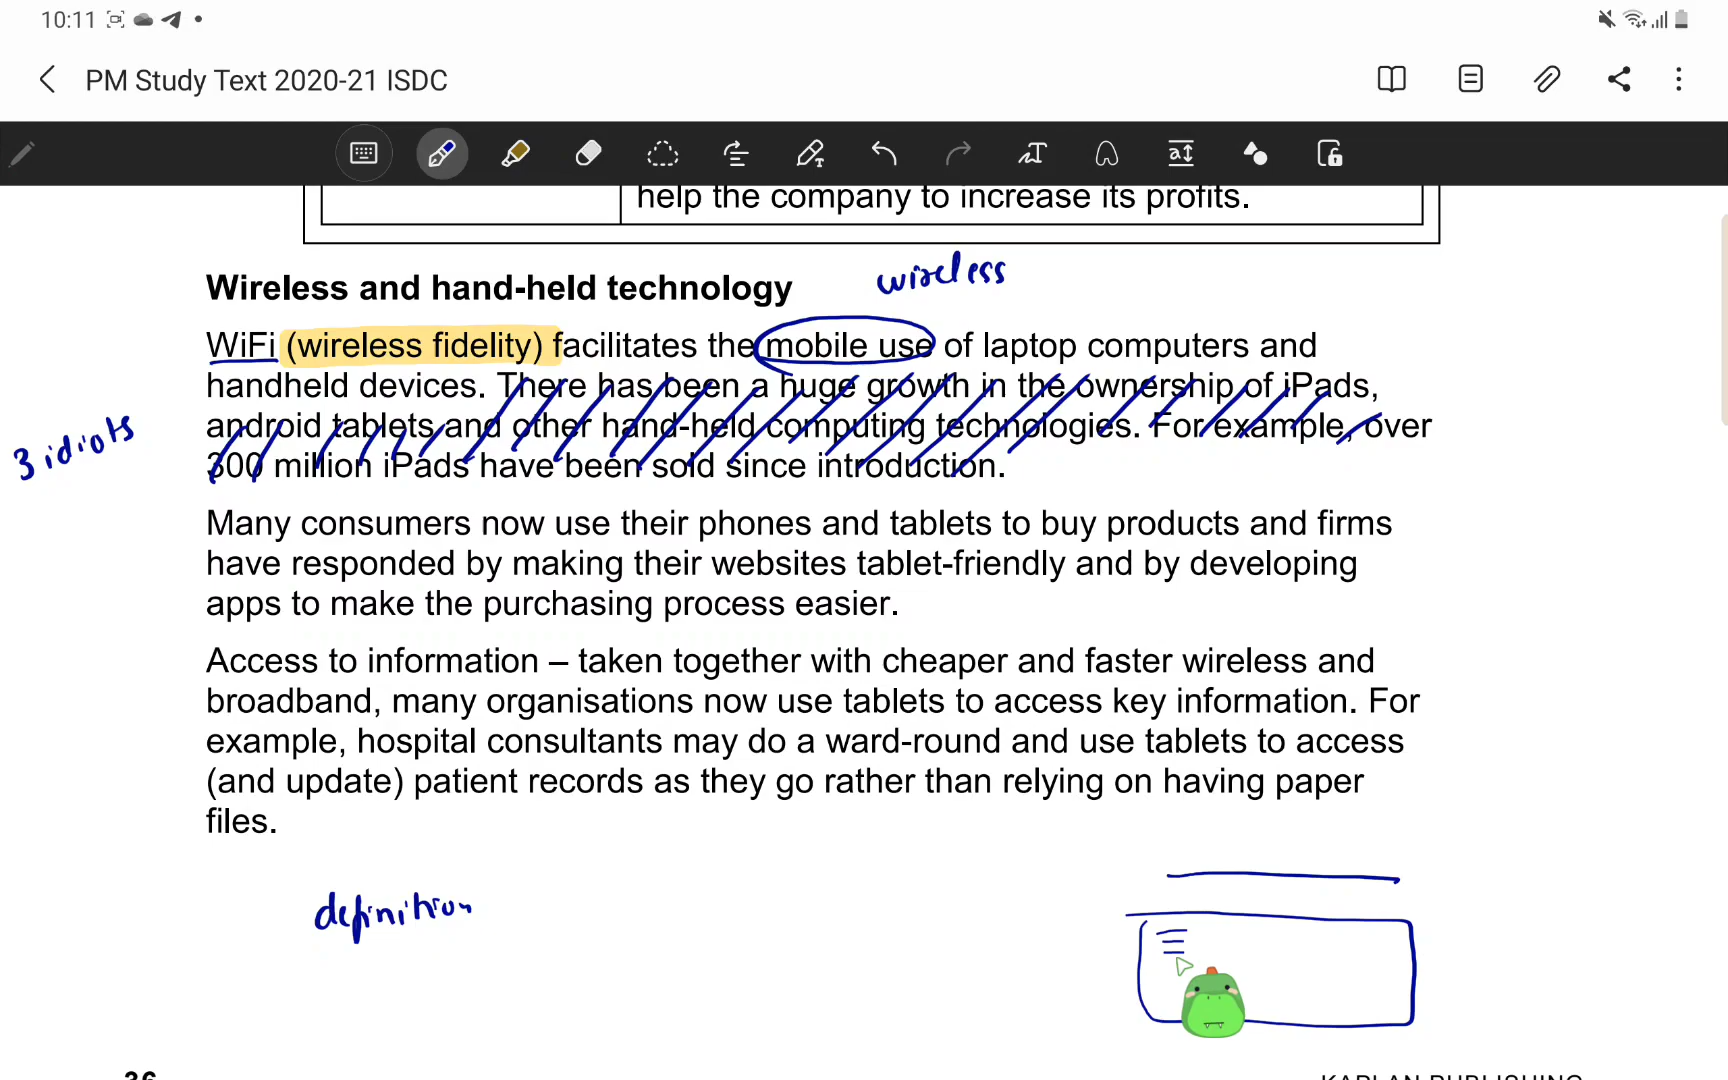 10:11
PM Study Text 2020-21 ISDC
help the company to increase its profits.
Wireless and hand-held technology
wireless
WiFi (wireless fidelity) facilitates the mobile use of laptop computers and
handheld devices. There has been a huge growth in the ownership of iPads,
android tablets and other hand-held computing technologies. For example, over
300 million iPads have been sold since introduction.
3 idiots
Many consumers now use their phones and tablets to buy products and firms
have responded by making their websites tablet-friendly and by developing
apps to make the purchasing process easier.
Access to information – taken together with cheaper and faster wireless and
broadband, many organisations now use tablets to access key information. For
example, hospital consultants may do a ward-round and use tablets to access
(and update) patient records as they go rather than relying on having paper
files.
definition
36
KAPLAN PUBLISHING